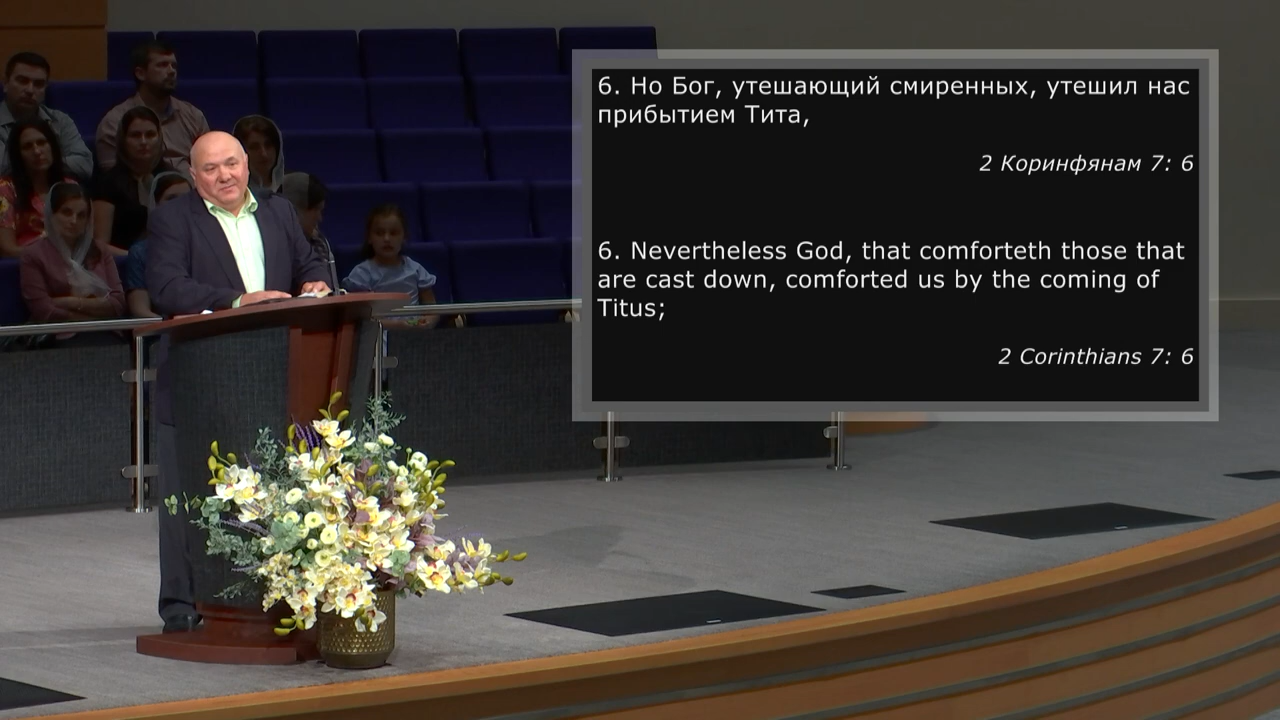 6. Но Бог, утешающий смиренных, утешил нас
прибытием Тита,
2 Коринфянам 7: 6
6. Nevertheless God, that comforteth those that
are cast down, comforted us by the coming of
Titus;
2 Corinthians 7: 6